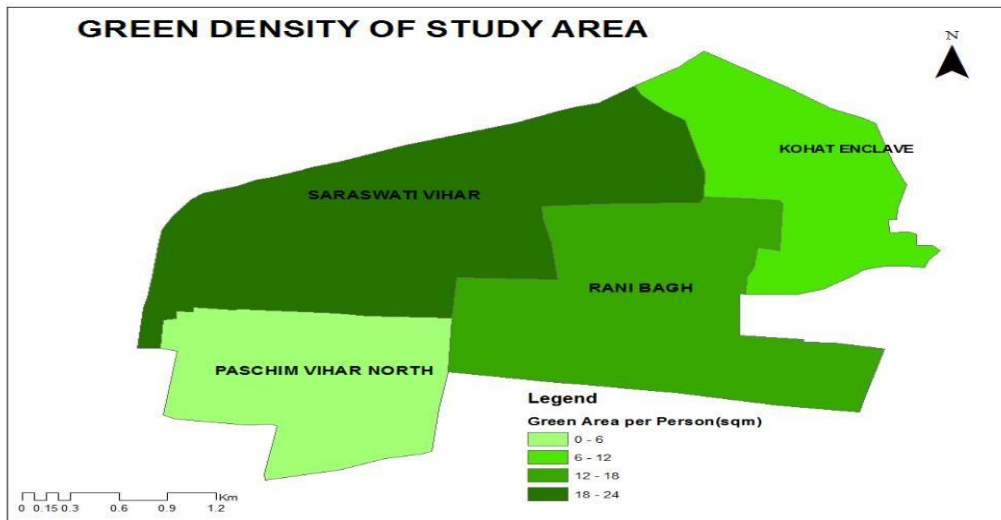 GREEN DENSITY OF STUDY AREA
N
KOHAT ENCLAVE
SARASWATI VIHAR
RANI BAGH
PASCHIM VIHAR NORTH
Legend
Green Area per Person(sqm)
0 - 6
6 - 12
12 - 18
18 - 24
Km
0 0.15 0.3 0.6 0.9 1.2